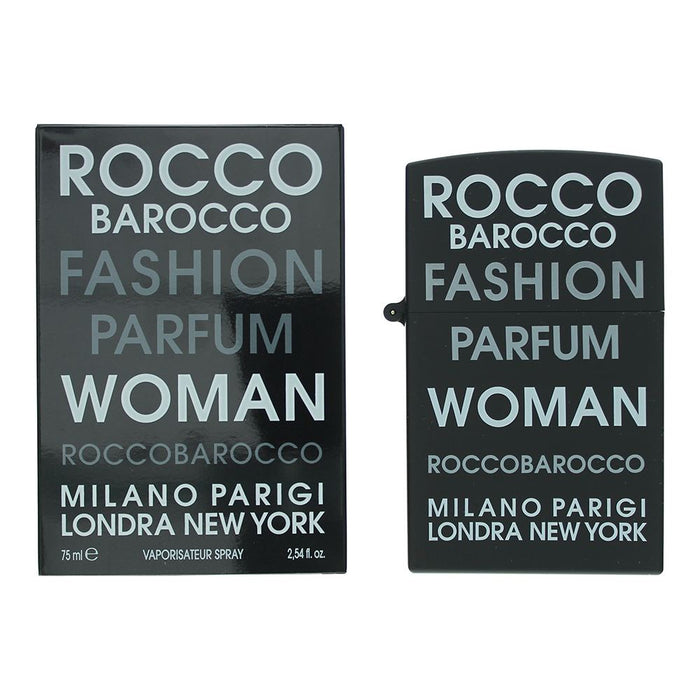 ROCCO
BAROCCO
FASHION
PARFUM
WOMAN
ROCCOBAROCCO
MILANO PARIGI
LONDRA NEW YORK
75 ml ℮ VAPORISATEUR SPRAY 2,54 fl. oz.
ROCCO
BAROCCO
FASHION
PARFUM
WOMAN
ROCCOBAROCCO
MILANO PARIGI
LONDRA NEW YORK